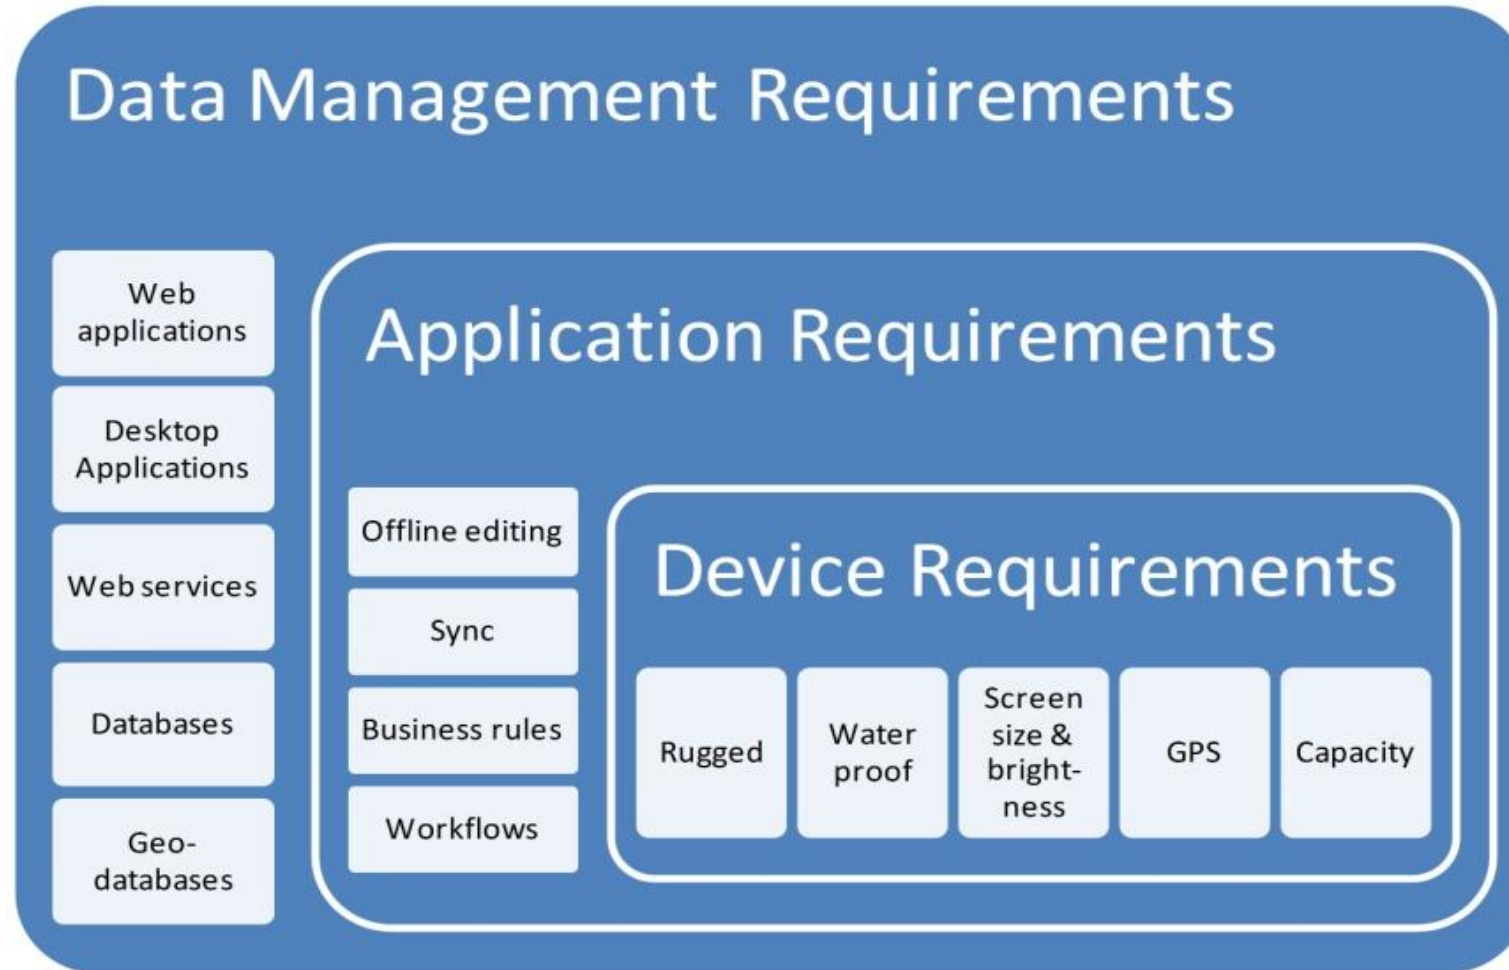 Data Management Requirements
Web
applications
Desktop
Applications
Web services
Databases
Geo-
databases
Application Requirements
Offline editing
Sync
Business rules
Workflows
Device Requirements
Rugged
Water
proof
Screen
size &
bright-
ness
GPS
Capacity